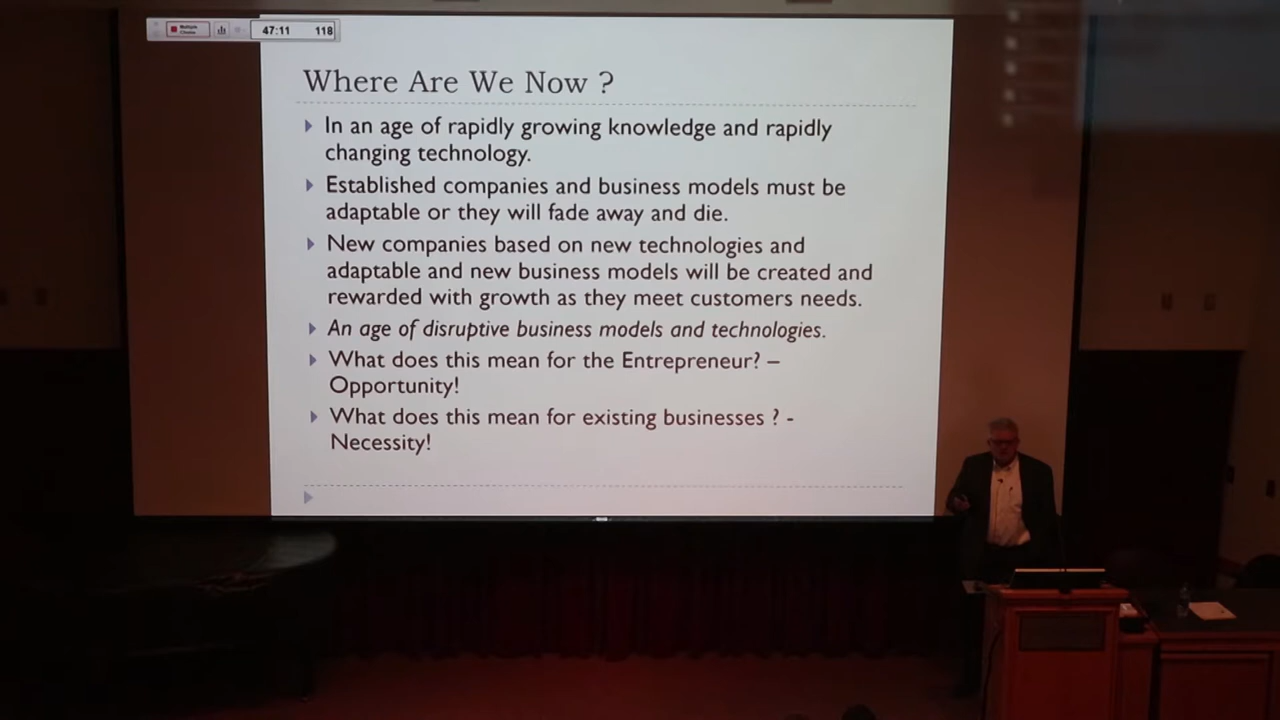 Multiple Choice
47:11 118
Where Are We Now ?
In an age of rapidly growing knowledge and rapidly
changing technology.
Established companies and business models must be
adaptable or they will fade away and die.
New companies based on new technologies and
adaptable and new business models will be created and
rewarded with growth as they meet customers needs.
An age of disruptive business models and technologies.
What does this mean for the Entrepreneur? –
Opportunity!
What does this mean for existing businesses ? -
Necessity!